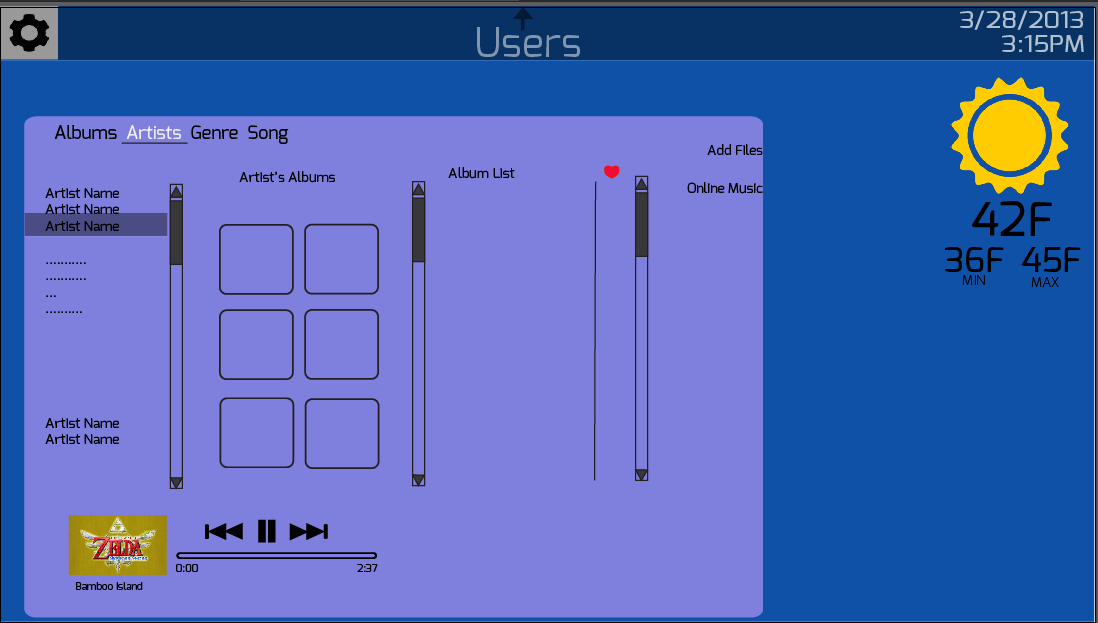 Users
3/28/2013
3:15PM
Albums Artists Genre Song
Add Files
Online Music
Artist's Albums
Album List
Artist Name
Artist Name
Artist Name
...........
...........
...
..........
Artist Name
Artist Name
ZELDA
Bamboo Island
0:00
2:37
42F
36F 45F
MIN MAX